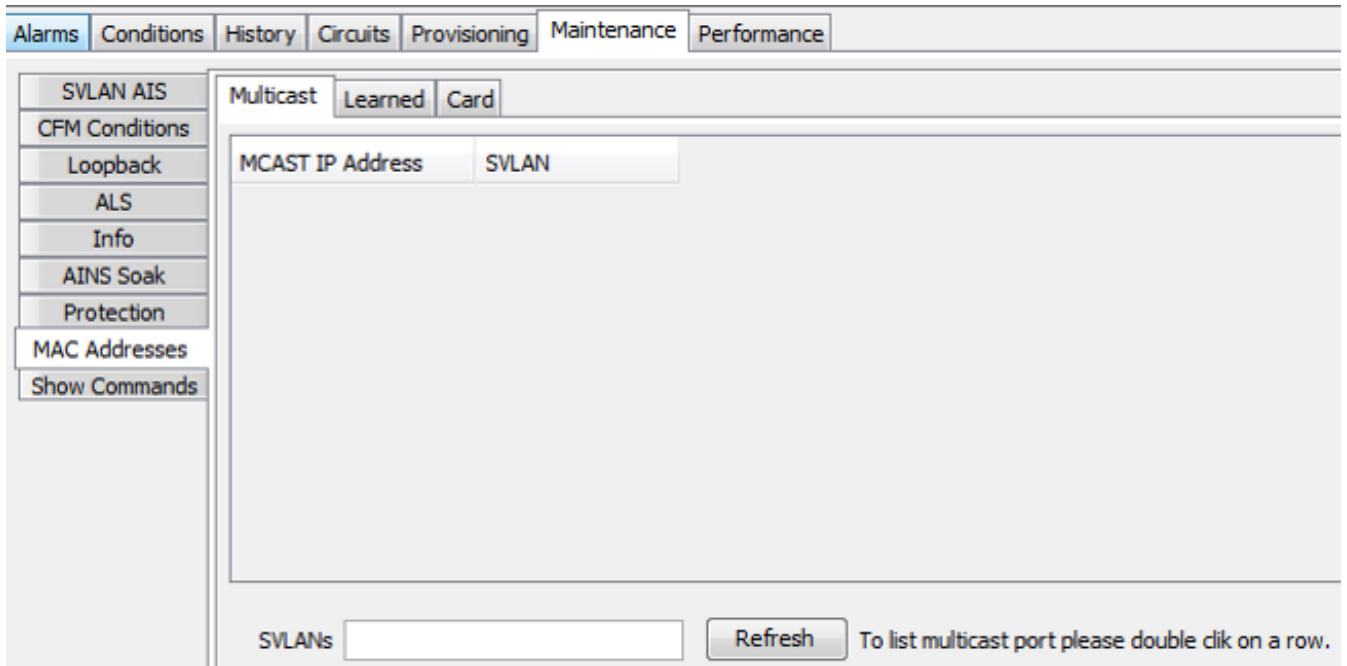 Alarms Conditions History Circuits Provisioning Maintenance Performance
SVLAN AIS
CFM Conditions
Loopback
ALS
Info
AINS Soak
Protection
MAC Addresses
Show Commands
Multicast Learned Card
MCAST IP Address SVLAN
SVLANs Refresh To list multicast port please double clik on a row.